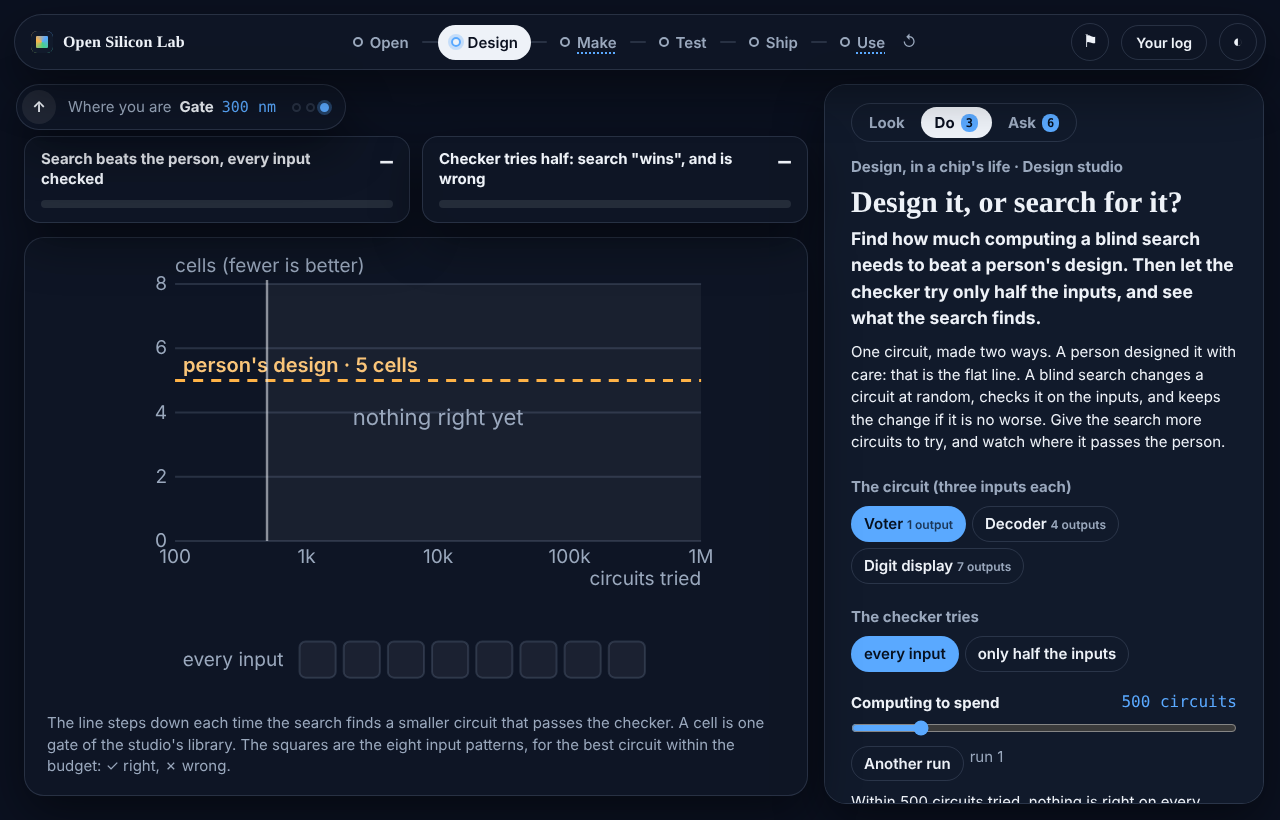 Open Silicon Lab
Open
Design
Make
Test
Ship
Use
Your log
Where you are Gate 300 nm
Search beats the person, every input
checked
Checker tries half: search "wins", and is
wrong
cells (fewer is better)
8
6
person's design · 5 cells
4
nothing right yet
2
0
100 1k 10k 100k 1M
circuits tried
every input
The line steps down each time the search finds a smaller circuit that passes the checker. A cell is one
gate of the studio's library. The squares are the eight input patterns, for the best circuit within the
budget: ✓ right, × wrong.
Look
Do 3
Ask 6
Design, in a chip's life · Design studio
Design it, or search for it?
Find how much computing a blind search
needs to beat a person's design. Then let the
checker try only half the inputs, and see
what the search finds.
One circuit, made two ways. A person designed it with
care: that is the flat line. A blind search changes a
circuit at random, checks it on the inputs, and keeps
the change if it is no worse. Give the search more
circuits to try, and watch where it passes the person.
The circuit (three inputs each)
Voter 1 output
Decoder 4 outputs
Digit display 7 outputs
The checker tries
every input
only half the inputs
Computing to spend 500 circuits
Another run run 1
Within 500 circuits tried, nothing is right on every